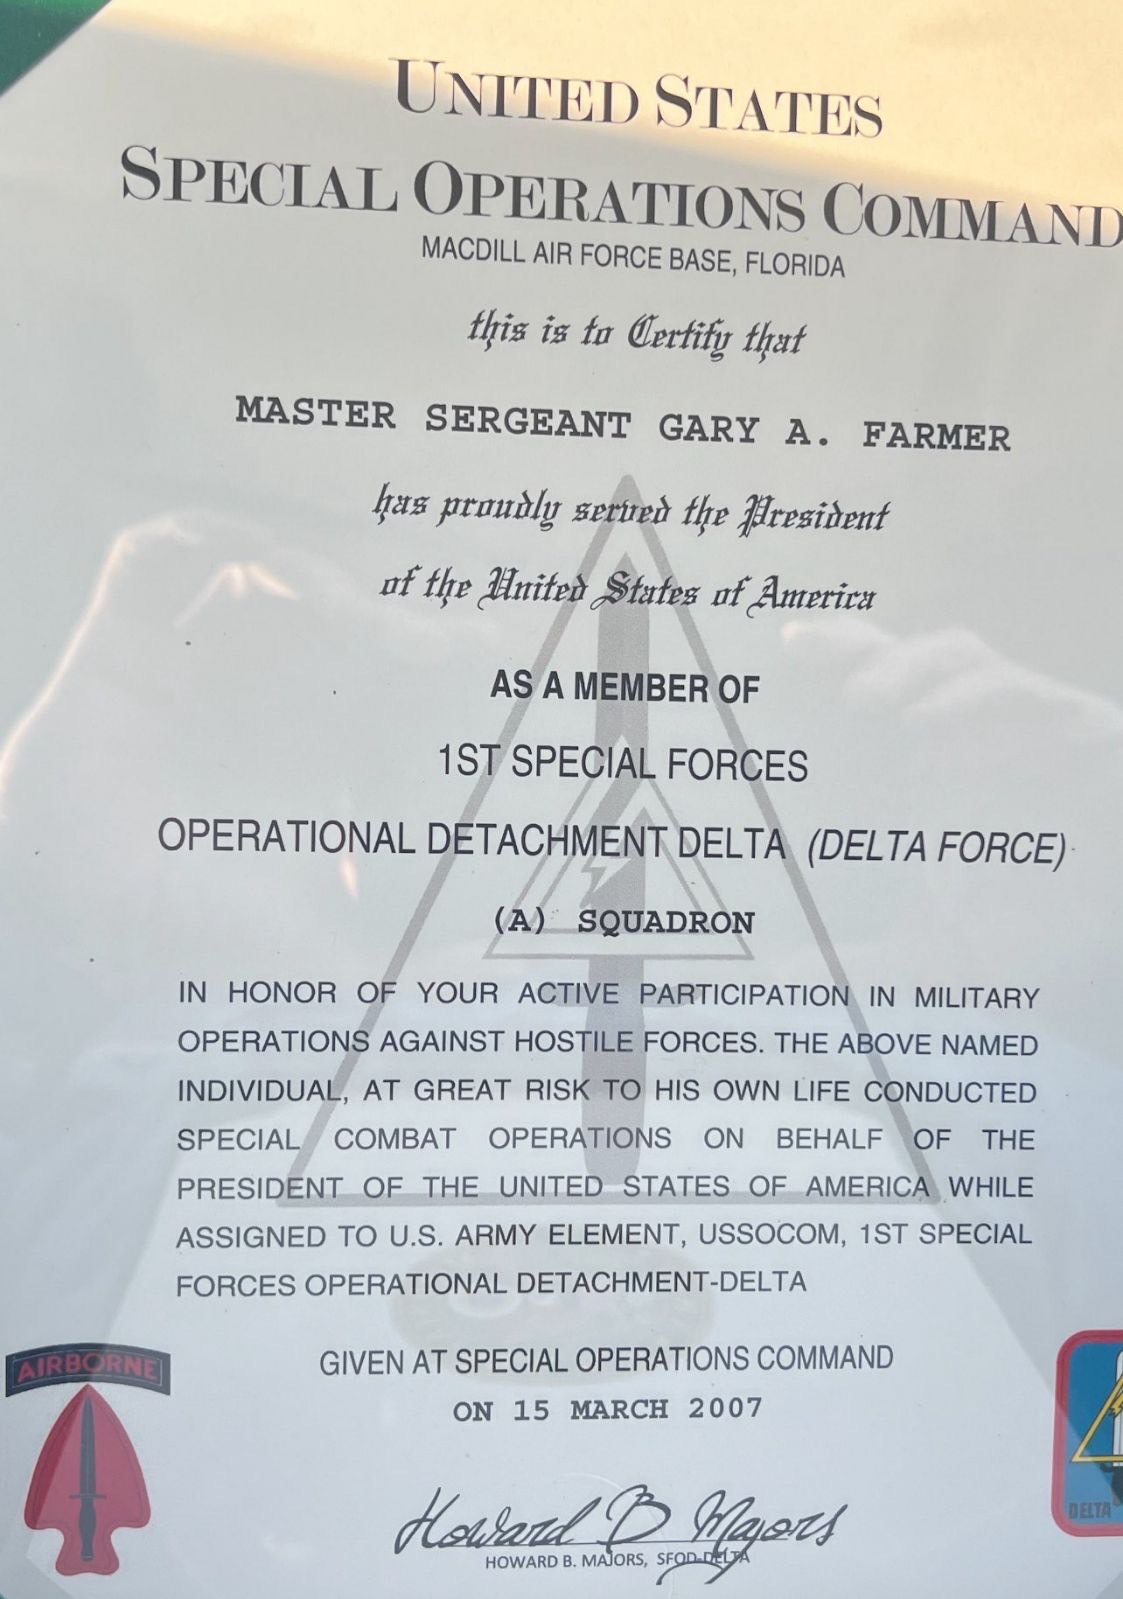 UNITED STATES
SPECIAL OPERATIONS COMMAND
MACDILL AIR FORCE BASE, FLORIDA
this is to Certify that
MASTER SERGEANT GARY A. FARMER
has proudly served the President
of the United States of America
AS A MEMBER OF
1ST SPECIAL FORCES
OPERATIONAL DETACHMENT DELTA (DELTA FORCE)
(A) SQUADRON
IN HONOR OF YOUR ACTIVE PARTICIPATION IN MILITARY
OPERATIONS AGAINST HOSTILE FORCES. THE ABOVE NAMED
INDIVIDUAL, AT GREAT RISK TO HIS OWN LIFE CONDUCTED
SPECIAL COMBAT OPERATIONS ON BEHALF OF THE
PRESIDENT OF THE UNITED STATES OF AMERICA WHILE
ASSIGNED TO U.S. ARMY ELEMENT, USSOCOM, 1ST SPECIAL
FORCES OPERATIONAL DETACHMENT-DELTA
AIRBORNE
GIVEN AT SPECIAL OPERATIONS COMMAND
ON 15 MARCH 2007
DELTA
Howard B Majors
HOWARD B. MAJORS, SFOD-DELTA